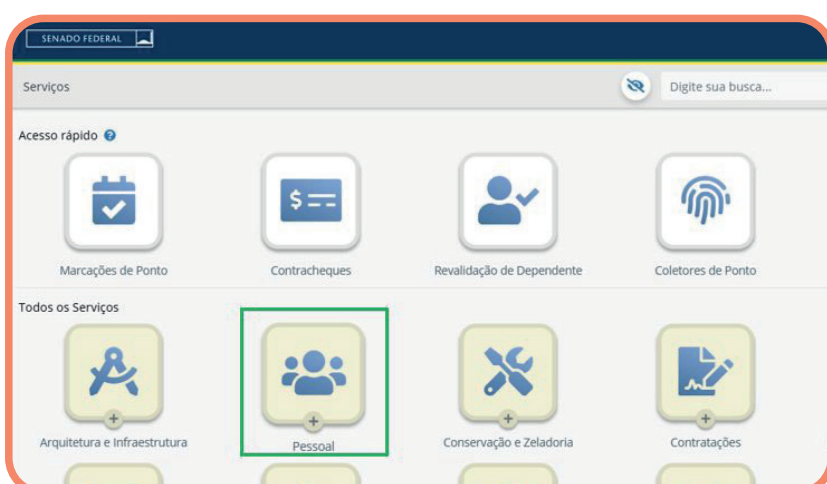 SENADO FEDERAL
Serviços
Digite sua busca...
Acesso rápido ?
$
Marcações de Ponto
Contracheques
Revalidação de Dependente
Coletores de Ponto
Todos os Serviços
Arquitetura e Infraestrutura
Pessoal
Conservação e Zeladoria
Contratações